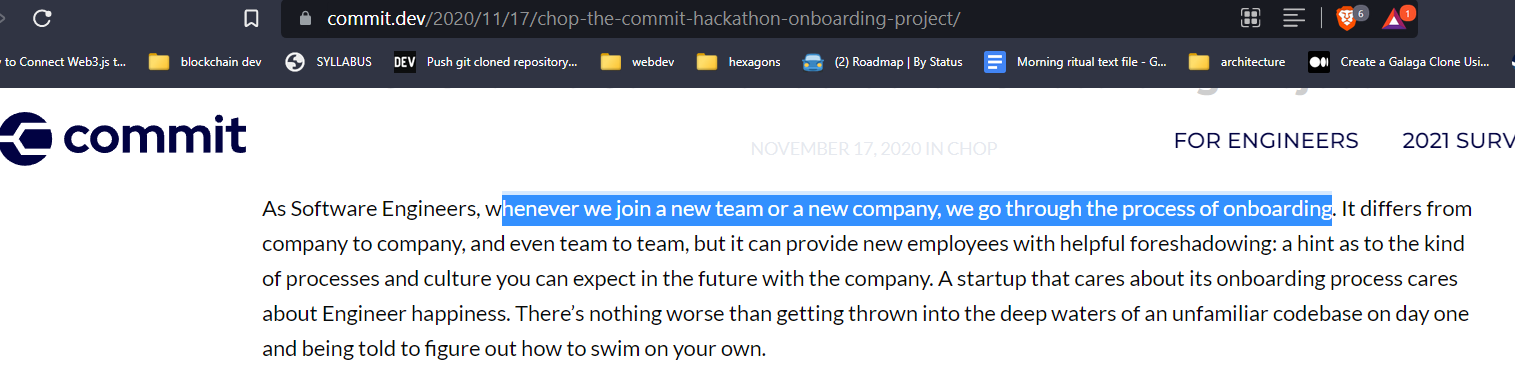 commit.dev/2020/11/17/chop-the-commit-hackathon-onboarding-project/
6
1
to Connect Web3.js t...
blockchain dev
SYLLABUS
DEV
Push git cloned repository...
webdev
hexagons
(2) Roadmap | By Status
Morning ritual text file - G...
architecture
Create a Galaga Clone Usi...
commit
FOR ENGINEERS
2021 SURV
NOVEMBER 17, 2020 IN CHOP
As Software Engineers, whenever we join a new team or a new company, we go through the process of onboarding. It differs from
company to company, and even team to team, but it can provide new employees with helpful foreshadowing: a hint as to the kind
of processes and culture you can expect in the future with the company. A startup that cares about its onboarding process cares
about Engineer happiness. There’s nothing worse than getting thrown into the deep waters of an unfamiliar codebase on day one
and being told to figure out how to swim on your own.